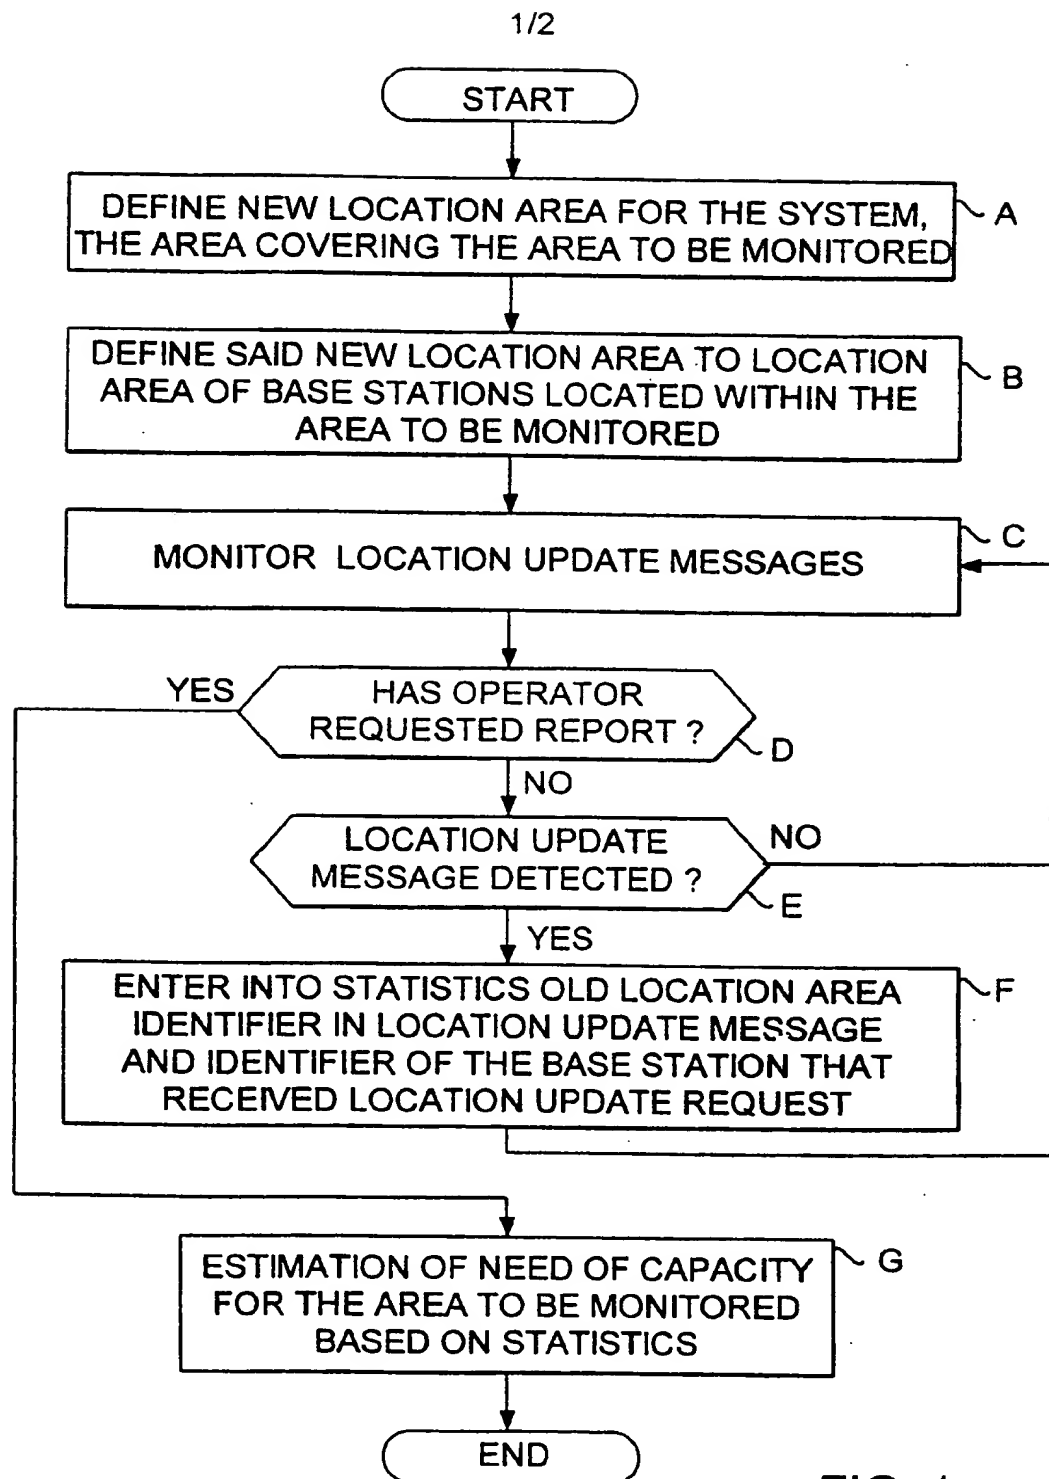 1/2
START
DEFINE NEW LOCATION AREA FOR THE SYSTEM,
THE AREA COVERING THE AREA TO BE MONITORED
A
DEFINE SAID NEW LOCATION AREA TO LOCATION
AREA OF BASE STATIONS LOCATED WITHIN THE
AREA TO BE MONITORED
B
MONITOR LOCATION UPDATE MESSAGES
C
YES
HAS OPERATOR
REQUESTED REPORT ?
D
NO
LOCATION UPDATE
MESSAGE DETECTED ?
NO
E
YES
ENTER INTO STATISTICS OLD LOCATION AREA
IDENTIFIER IN LOCATION UPDATE MESSAGE
AND IDENTIFIER OF THE BASE STATION THAT
RECEIVED LOCATION UPDATE REQUEST
F
ESTIMATION OF NEED OF CAPACITY
FOR THE AREA TO BE MONITORED
BASED ON STATISTICS
G
END